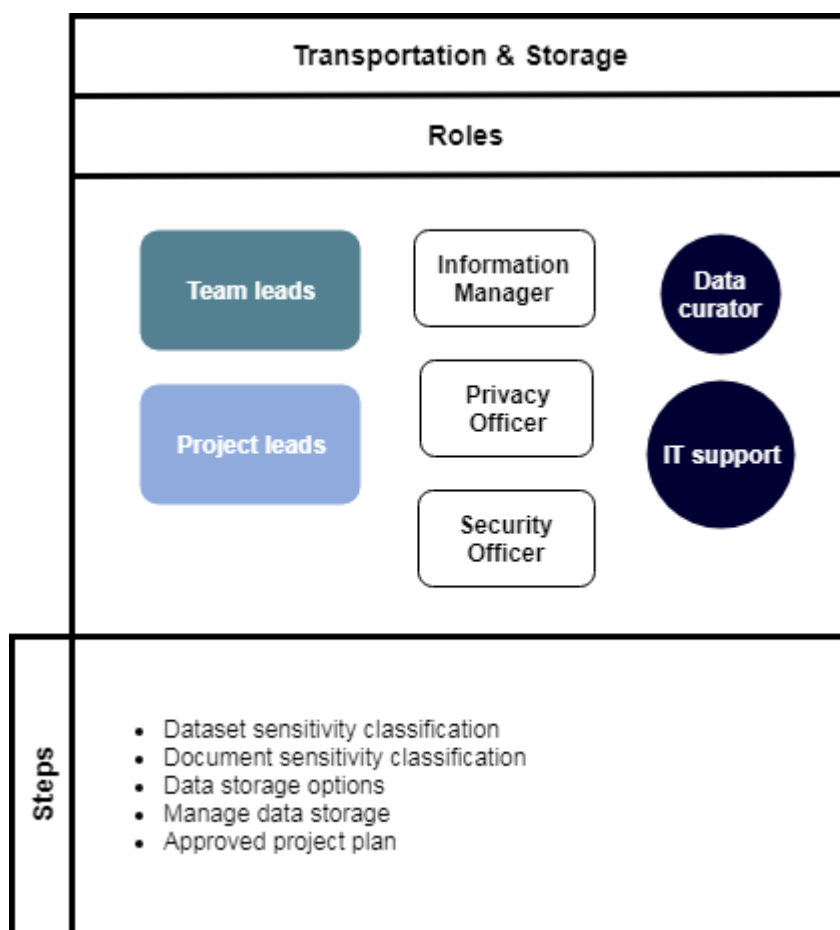 Transportation & Storage
Roles
Team leads
Information
Manager
Data
curator
Project leads
Privacy
Officer
IT support
Security
Officer
Steps
• Dataset sensitivity classification
• Document sensitivity classification
• Data storage options
• Manage data storage
• Approved project plan